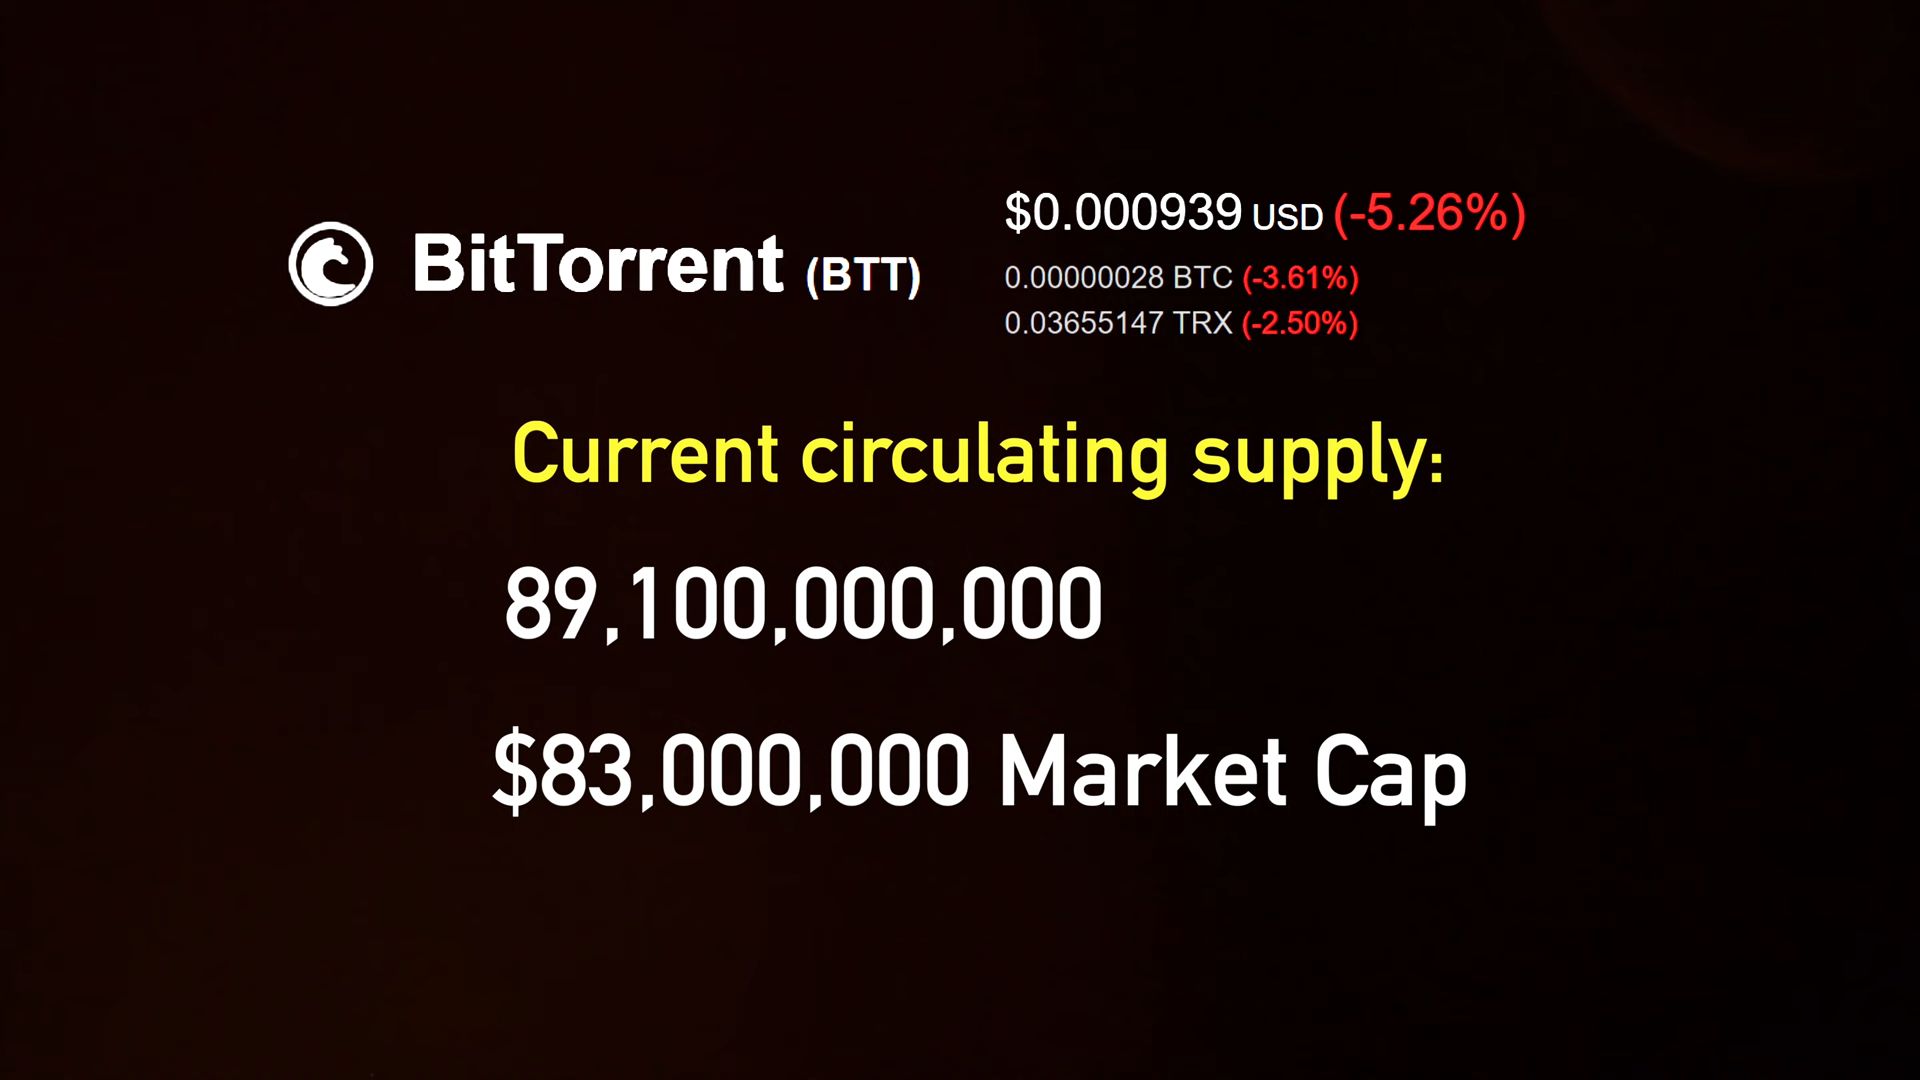 BitTorrent (BTT)
$0.000939 USD (-5.26%)
0.00000028 BTC (-3.61%)
0.03655147 TRX (-2.50%)
Current circulating supply:
89,100,000,000
$83,000,000 Market Cap